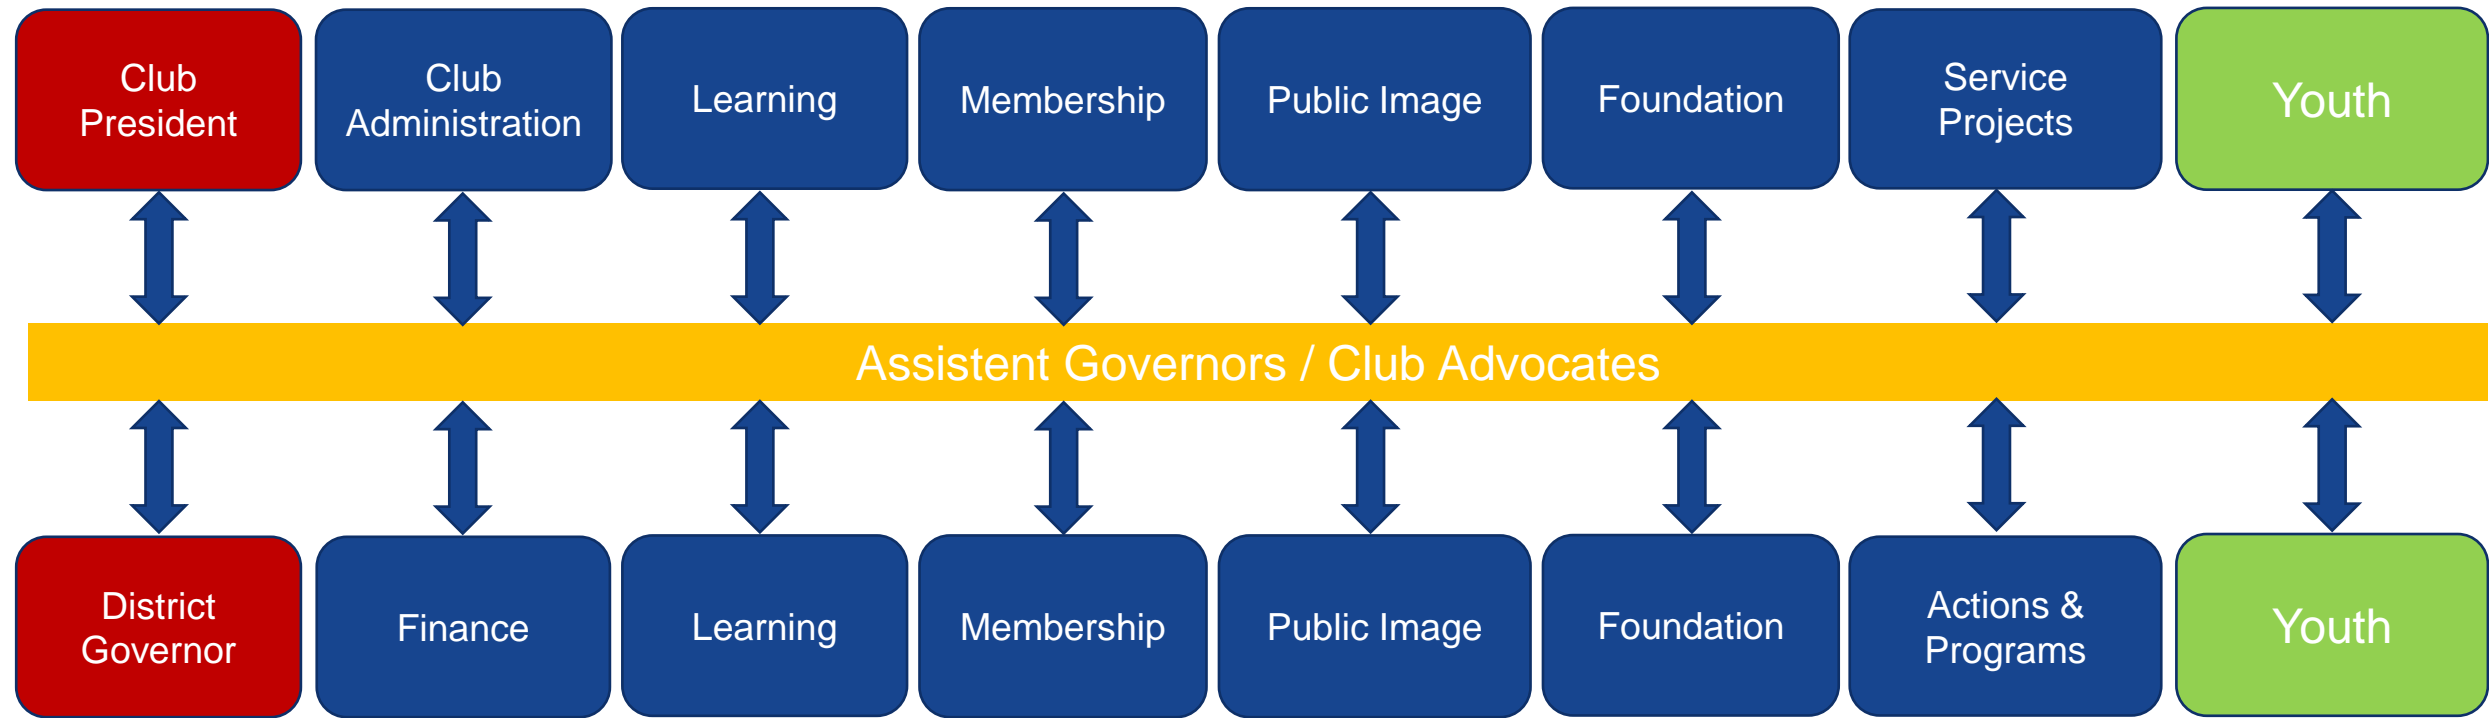 Club
President
Club
Administration
Learning
Membership
Public Image
Foundation
Service
Projects
Youth
Assistent Governors / Club Advocates
District
Governor
Finance
Learning
Membership
Public Image
Foundation
Actions &
Programs
Youth